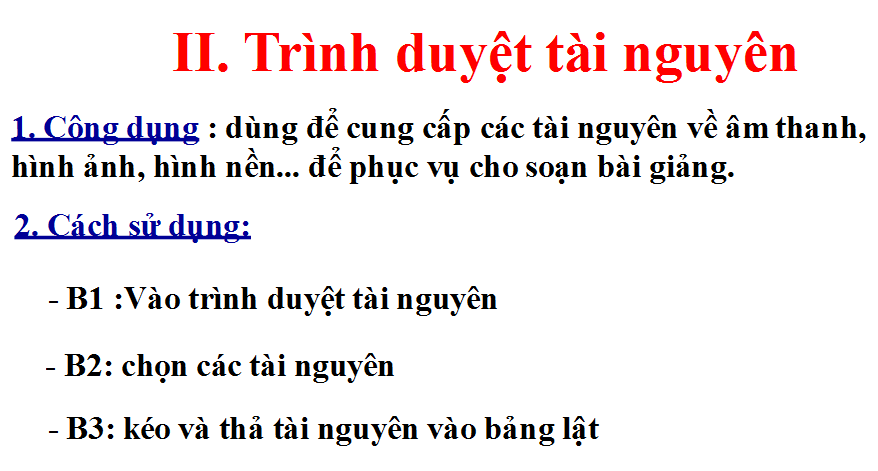 II. Trình duyệt tài nguyên
1. Công dụng : dùng để cung cấp các tài nguyên về âm thanh,
hình ảnh, hình nền... để phục vụ cho soạn bài giảng.
2. Cách sử dụng:
- B1 :Vào trình duyệt tài nguyên
- B2: chọn các tài nguyên
- B3: kéo và thả tài nguyên vào bảng lật